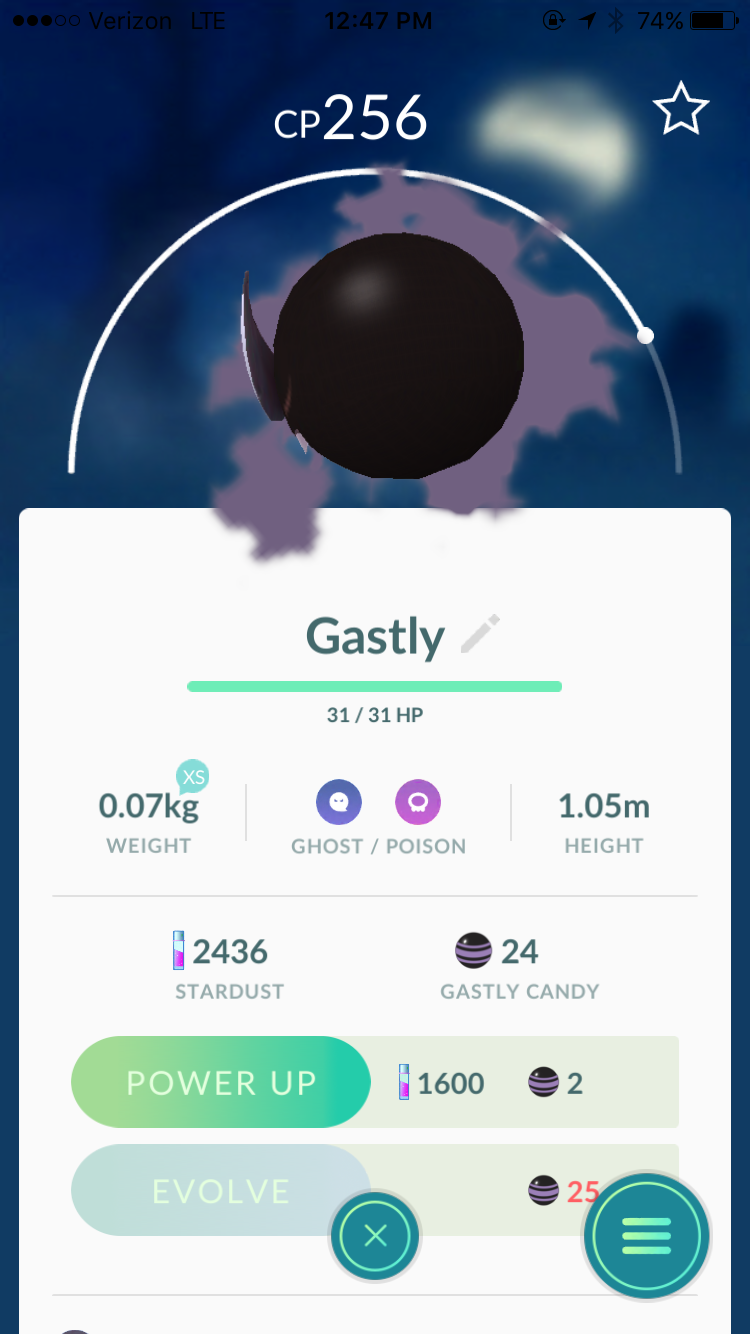 Verizon LTE 12:47 PM 74%
CP256
Gastly
31 / 31 HP
XS
0.07kg 1.05m
WEIGHT GHOST / POISON HEIGHT
2436 24
STARDUST GASTLY CANDY
POWER UP 1600 2
EVOLVE 25